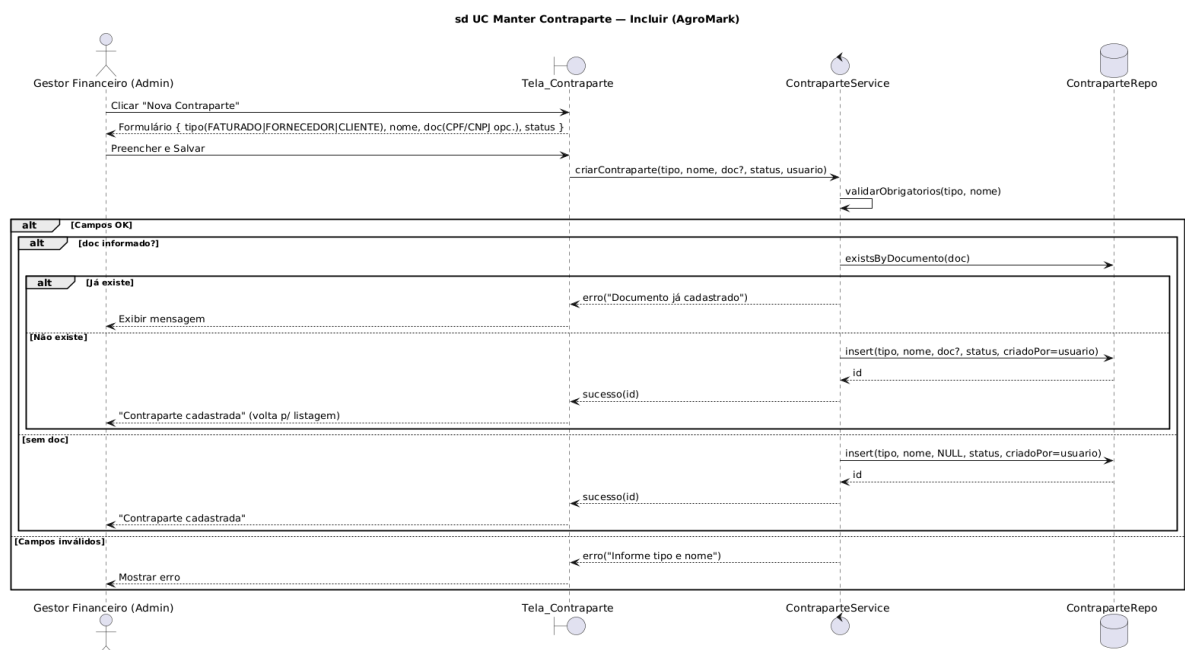 sd UC Manter Contraparte — Incluir (AgroMark)
Gestor Financeiro (Admin)
Tela_Contraparte
ContraparteService
ContraparteRepo
Clicar "Nova Contraparte"
Formulário { tipo(FATURADO|FORNECEDOR|CLIENTE), nome, doc(CPF/CNPJ opc.), status }
Preencher e Salvar
criarContraparte(tipo, nome, doc?, status, usuario)
validarObrigatorios(tipo, nome)
alt [Campos OK]
alt [doc informado?]
existsByDocumento(doc)
alt [Já existe]
erro("Documento já cadastrado")
Exibir mensagem
[Não existe]
insert(tipo, nome, doc?, status, criadoPor=usuario)
id
sucesso(id)
"Contraparte cadastrada" (volta p/ listagem)
[sem doc]
insert(tipo, nome, NULL, status, criadoPor=usuario)
id
sucesso(id)
"Contraparte cadastrada"
[Campos inválidos]
erro("Informe tipo e nome")
Mostrar erro
Gestor Financeiro (Admin)
Tela_Contraparte
ContraparteService
ContraparteRepo